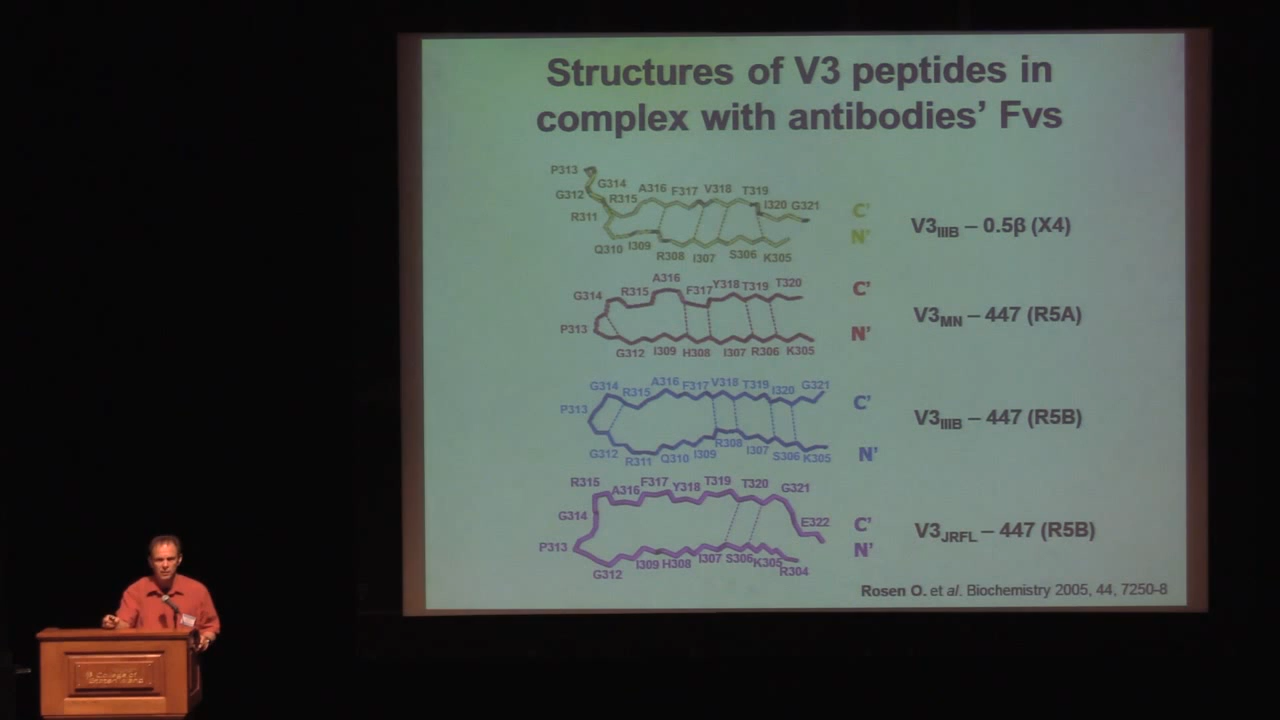 Structures of V3 peptides in
complex with antibodies' Fvs
P313
G314 A316 F317 V318 T319
G312 R315 I320 G321
R311
Q310 I309 R308 I307 S306 K305
C'
N'
V3IIIB – 0.5β (X4)
A316
G314 R315 F317 Y318 T319 T320
P313
G312 I309 H308 I307 R306 K305
C'
N'
V3MN – 447 (R5A)
G314 R315 A316 F317 V318 T319 I320 G321
P313
G312 R311 Q310 I309 R308 I307 S306 K305
C'
N'
V3IIIB – 447 (R5B)
R315 A316 F317 Y318 T319 T320 G321
G314
E322
P313
G312 I309 H308 I307 S306 K305 R304
C'
N'
V3JRFL – 447 (R5B)
Rosen O. et al. Biochemistry 2005, 44, 7250-8
College of